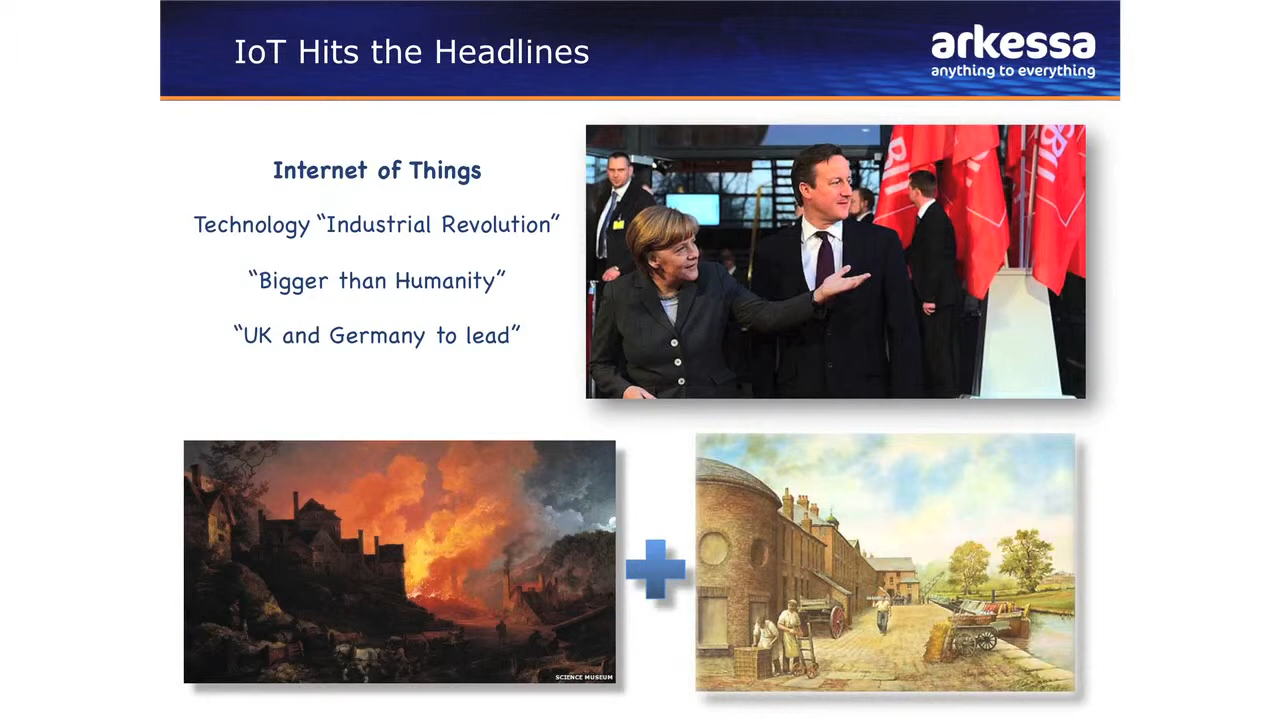 IoT Hits the Headlines
arkessa
anything to everything
Internet of Things
Technology “Industrial Revolution”
“Bigger than Humanity”
“UK and Germany to lead”
SCIENCE MUSEUM